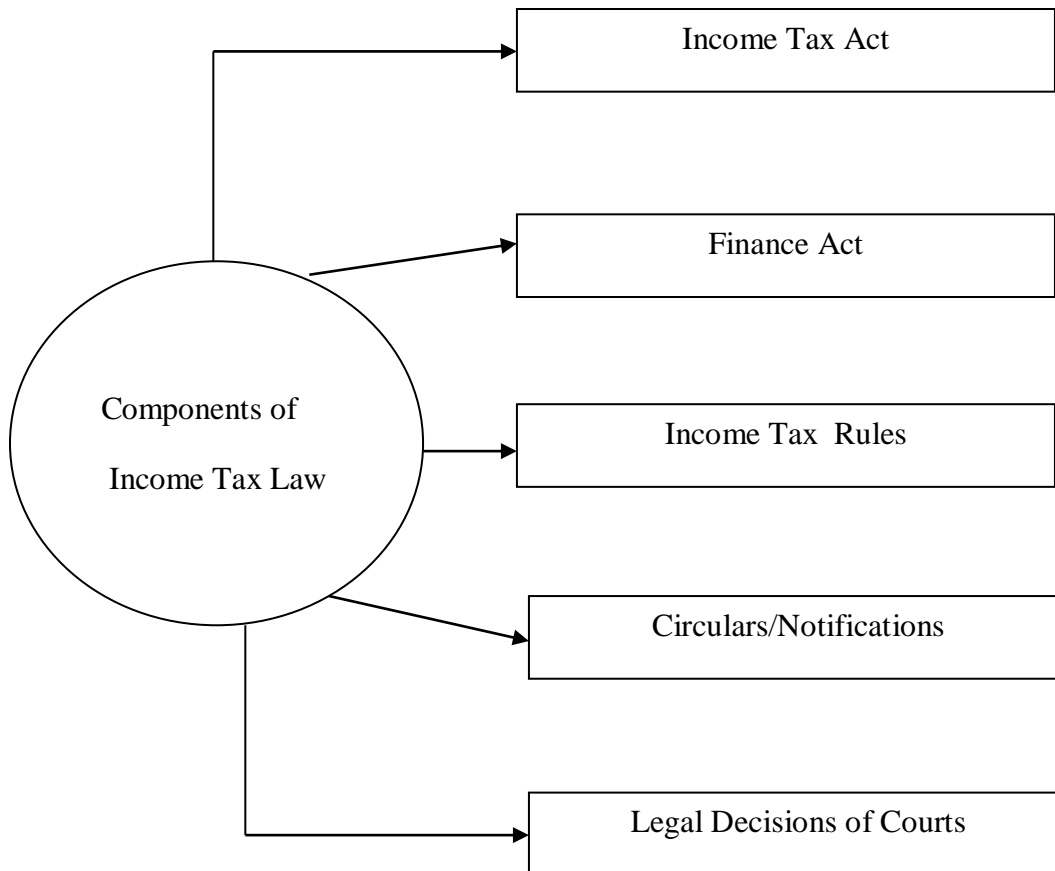 Income Tax Act
Finance Act
Components of
Income Tax Law
Income Tax Rules
Circulars/Notifications
Legal Decisions of Courts